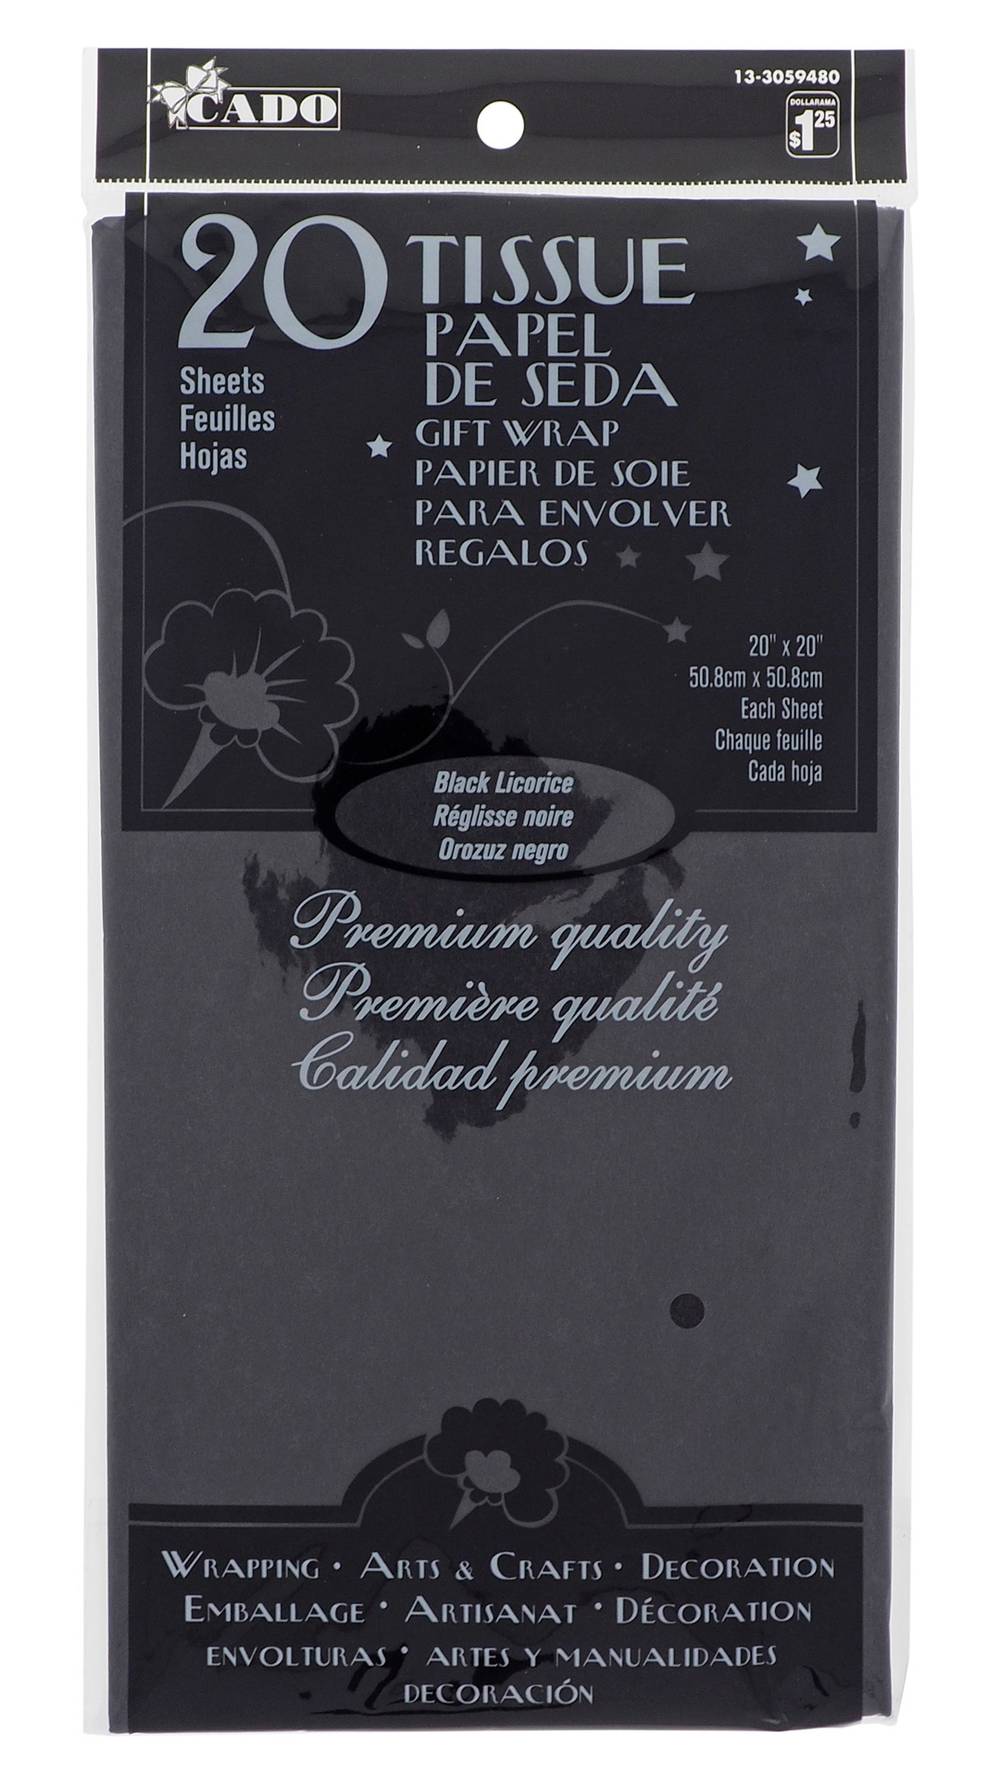 CADO
13-3059480
DOLLARAMA
$1.25
20 TISSUE
PAPEL
DE SEDA
Sheets
Feuilles
Hojas
GIFT WRAP
PAPIER DE SOIE
PARA ENVOLVER
REGALOS
20" x 20"
50.8cm x 50.8cm
Each Sheet
Chaque feuille
Cada hoja
Black Licorice
Réglisse noire
Orozuz negro
Premium quality
Première qualité
Calidad premium
WRAPPING • ARTS & CRAFTS • DECORATION
EMBALLAGE • ARTISANAT • DÉCORATION
ENVOLTURAS • ARTES Y MANUALIDADES
DECORACIÓN